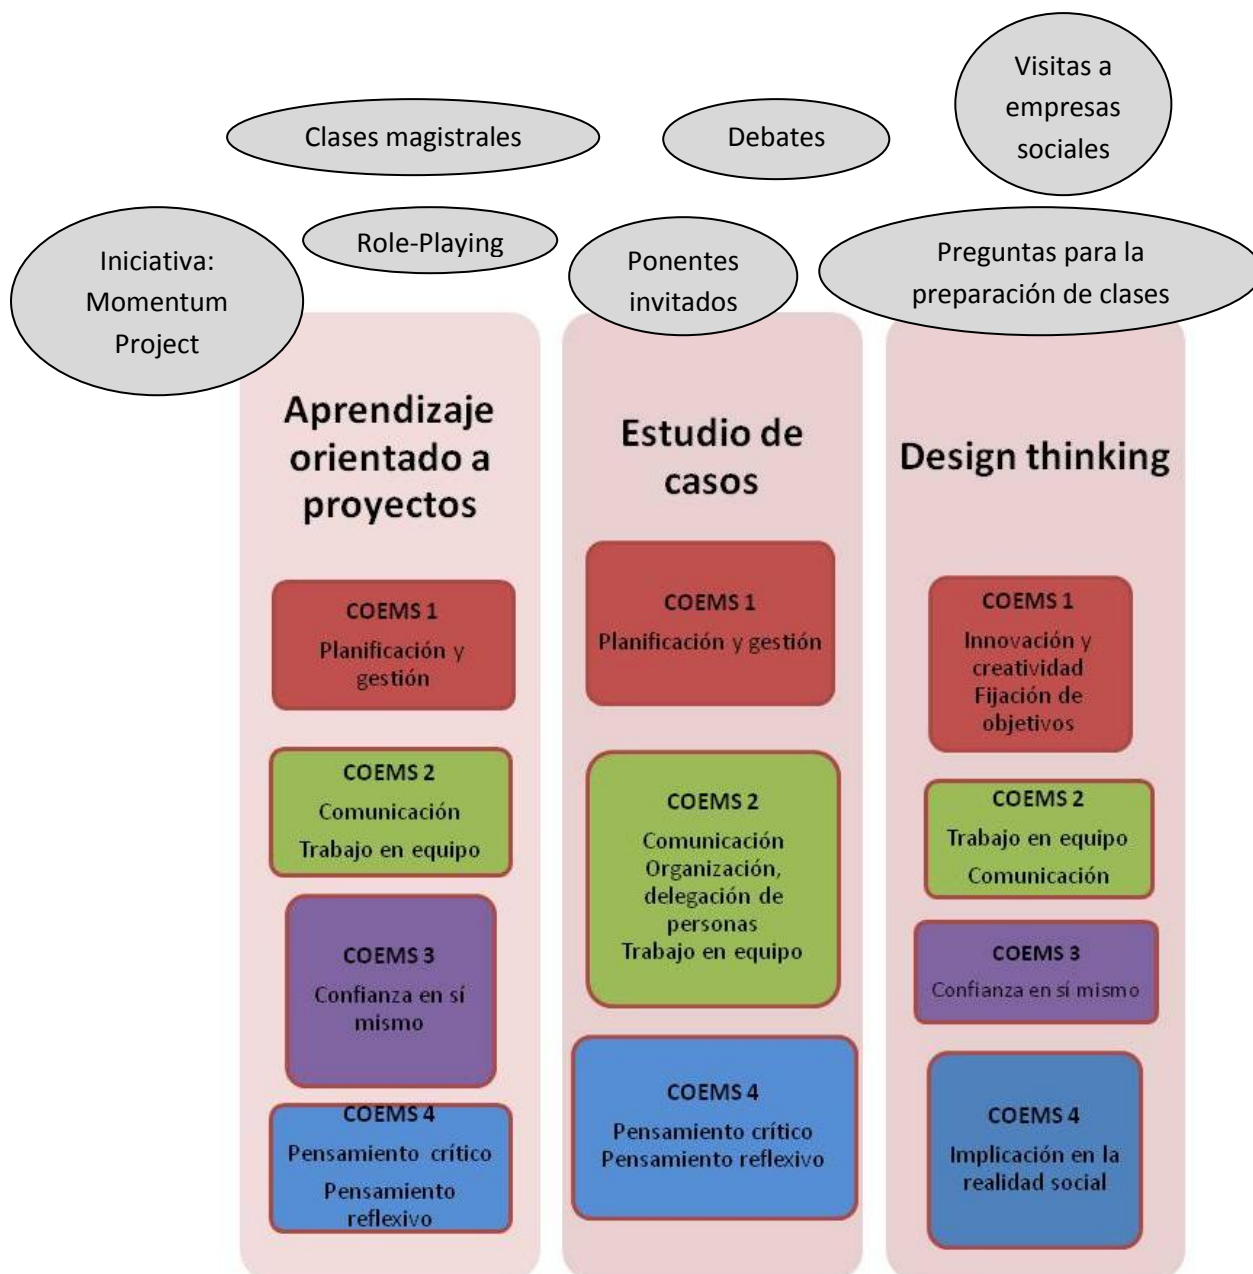 Visitas a
empresas
sociales
Clases magistrales
Debates
Role-Playing
Iniciativa:
Momentum
Project
Ponentes
invitados
Preguntas para la
preparación de clases
Aprendizaje
orientado a
proyectos
COEMS 1
Planificación y
gestión
COEMS 2
Comunicación
Trabajo en equipo
COEMS 3
Confianza en sí
mismo
COEMS 4
Pensamiento crítico
Pensamiento
reflexivo
Estudio de
casos
COEMS 1
Planificación y gestión
COEMS 2
Comunicación
Organización,
delegación de
personas
Trabajo en equipo
COEMS 4
Pensamiento crítico
Pensamiento reflexivo
Design thinking
COEMS 1
Innovación y
creatividad
Fijación de
objetivos
COEMS 2
Trabajo en equipo
Comunicación
COEMS 3
Confianza en sí mismo
COEMS 4
Implicación en la
realidad social